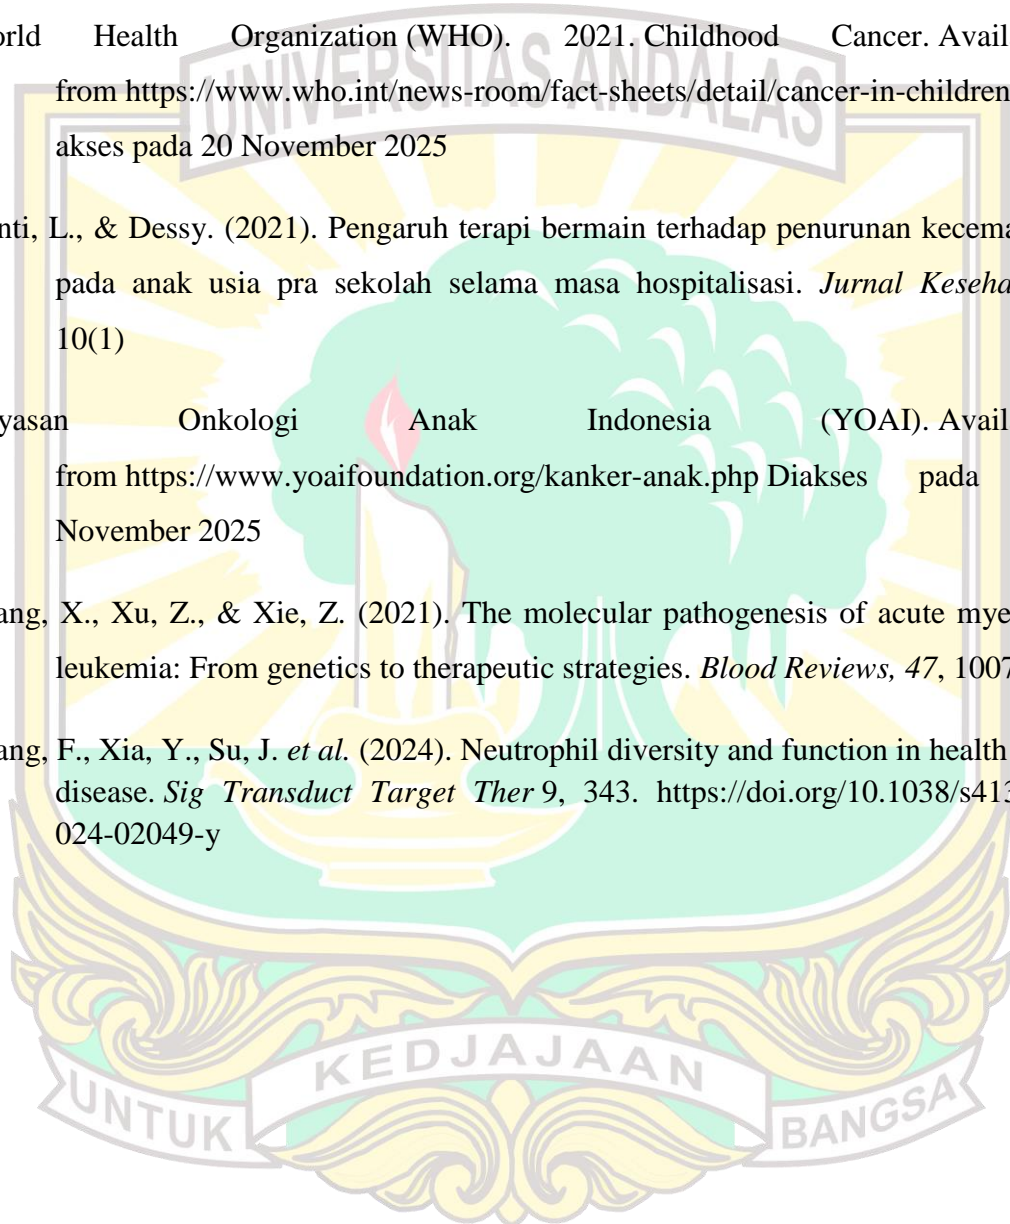 UNIVERSITAS ANDALAS
orld Health Organization (WHO). 2021. Childhood Cancer. Avail
from https://www.who.int/news-room/fact-sheets/detail/cancer-in-children
akses pada 20 November 2025
nti, L., & Dessy. (2021). Pengaruh terapi bermain terhadap penurunan kecema
pada anak usia pra sekolah selama masa hospitalisasi. Jurnal Keseha
10(1)
yasan Onkologi Anak Indonesia (YOAI). Avail
from https://www.yoaifoundation.org/kanker-anak.php Diakses pada
November 2025
ang, X., Xu, Z., & Xie, Z. (2021). The molecular pathogenesis of acute mye
leukemia: From genetics to therapeutic strategies. Blood Reviews, 47, 1007
ang, F., Xia, Y., Su, J. et al. (2024). Neutrophil diversity and function in health
disease. Sig Transduct Target Ther 9, 343. https://doi.org/10.1038/s413
024-02049-y
UNTUK KEDJAJAAN BANGSA